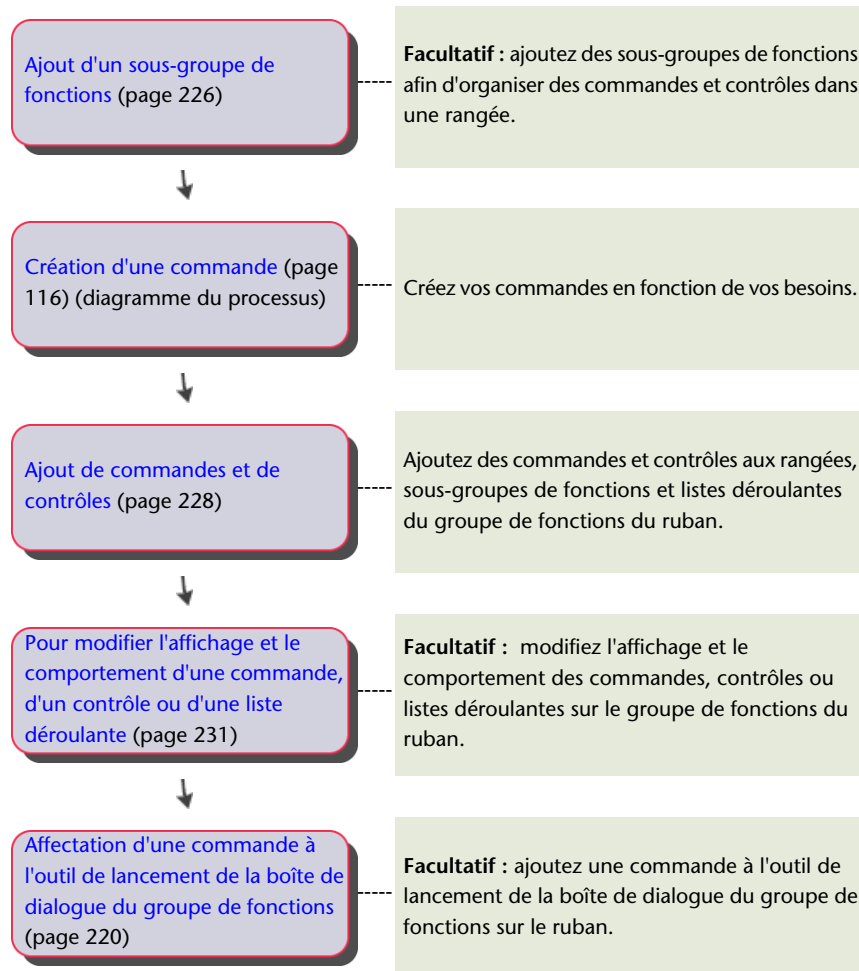 Ajout d'un sous-groupe de
fonctions (page 226)
Facultatif : ajoutez des sous-groupes de fonctions
afin d'organiser des commandes et contrôles dans
une rangée.
Création d'une commande (page
116) (diagramme du processus)
Créez vos commandes en fonction de vos besoins.
Ajout de commandes et de
contrôles (page 228)
Ajoutez des commandes et contrôles aux rangées,
sous-groupes de fonctions et listes déroulantes
du groupe de fonctions du ruban.
Pour modifier l'affichage et le
comportement d'une commande,
d'un contrôle ou d'une liste
déroulante (page 231)
Facultatif : modifiez l'affichage et le
comportement des commandes, contrôles ou
listes déroulantes sur le groupe de fonctions du
ruban.
Affectation d'une commande à
l'outil de lancement de la boîte de
dialogue du groupe de fonctions
(page 220)
Facultatif : ajoutez une commande à l'outil de
lancement de la boîte de dialogue du groupe de
fonctions sur le ruban.